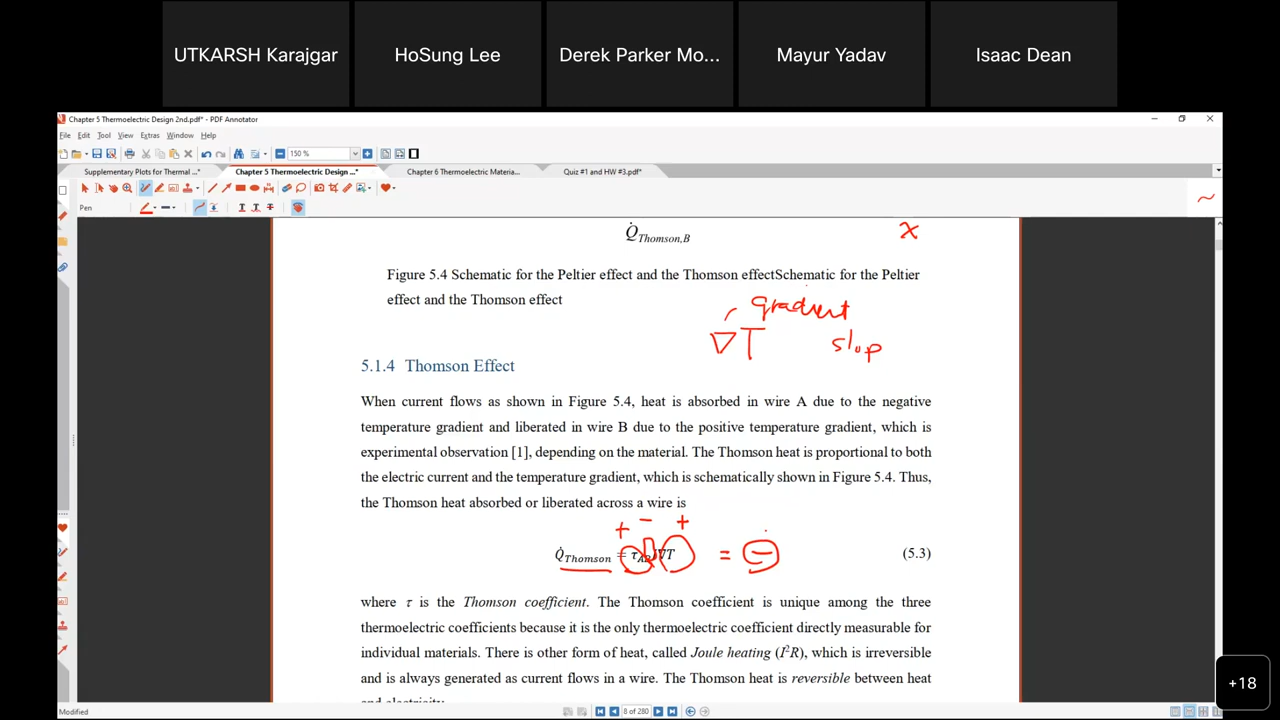 UTKARSH Karajgar HoSung Lee Derek Parker Mo... Mayur Yadav Isaac Dean
Chapter 5 Thermoelectric Design 2nd.pdf* - PDF Annotator
File Edit Tool View Extras Window Help
150 %
Supplementary Plots for Thermal ...* Chapter 5 Thermoelectric Design ...* Chapter 6 Thermoelectric Materia... Quiz #1 and HW #3.pdf*
Pen
Q̇Thomson,B x
Figure 5.4 Schematic for the Peltier effect and the Thomson effectSchematic for the Peltier
effect and the Thomson effect
gradient
∇T slop
5.1.4 Thomson Effect
When current flows as shown in Figure 5.4, heat is absorbed in wire A due to the negative
temperature gradient and liberated in wire B due to the positive temperature gradient, which is
experimental observation [1], depending on the material. The Thomson heat is proportional to both
the electric current and the temperature gradient, which is schematically shown in Figure 5.4. Thus,
the Thomson heat absorbed or liberated across a wire is
+ − +
Q̇Thomson = τAB I∇T = − (5.3)
where τ is the Thomson coefficient. The Thomson coefficient is unique among the three
thermoelectric coefficients because it is the only thermoelectric coefficient directly measurable for
individual materials. There is other form of heat, called Joule heating (I²R), which is irreversible
and is always generated as current flows in a wire. The Thomson heat is reversible between heat
and electricity.
Modified 8 of 280
+18